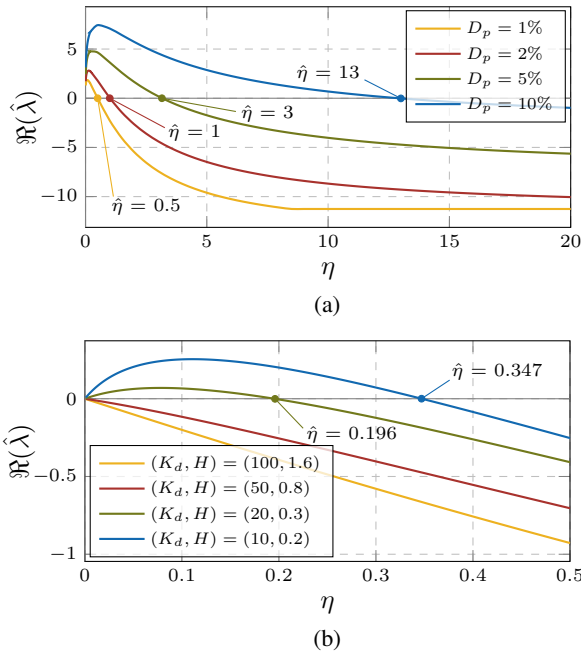 5
0
−5
−10
ℜ(λ̂)
η̂ = 13
η̂ = 3
η̂ = 1
η̂ = 0.5
D_p = 1%
D_p = 2%
D_p = 5%
D_p = 10%
0 5 10 15 20
η
(a)
0
−0.5
−1
ℜ(λ̂)
η̂ = 0.347
η̂ = 0.196
(K_d, H) = (100, 1.6)
(K_d, H) = (50, 0.8)
(K_d, H) = (20, 0.3)
(K_d, H) = (10, 0.2)
0 0.1 0.2 0.3 0.4 0.5
η
(b)